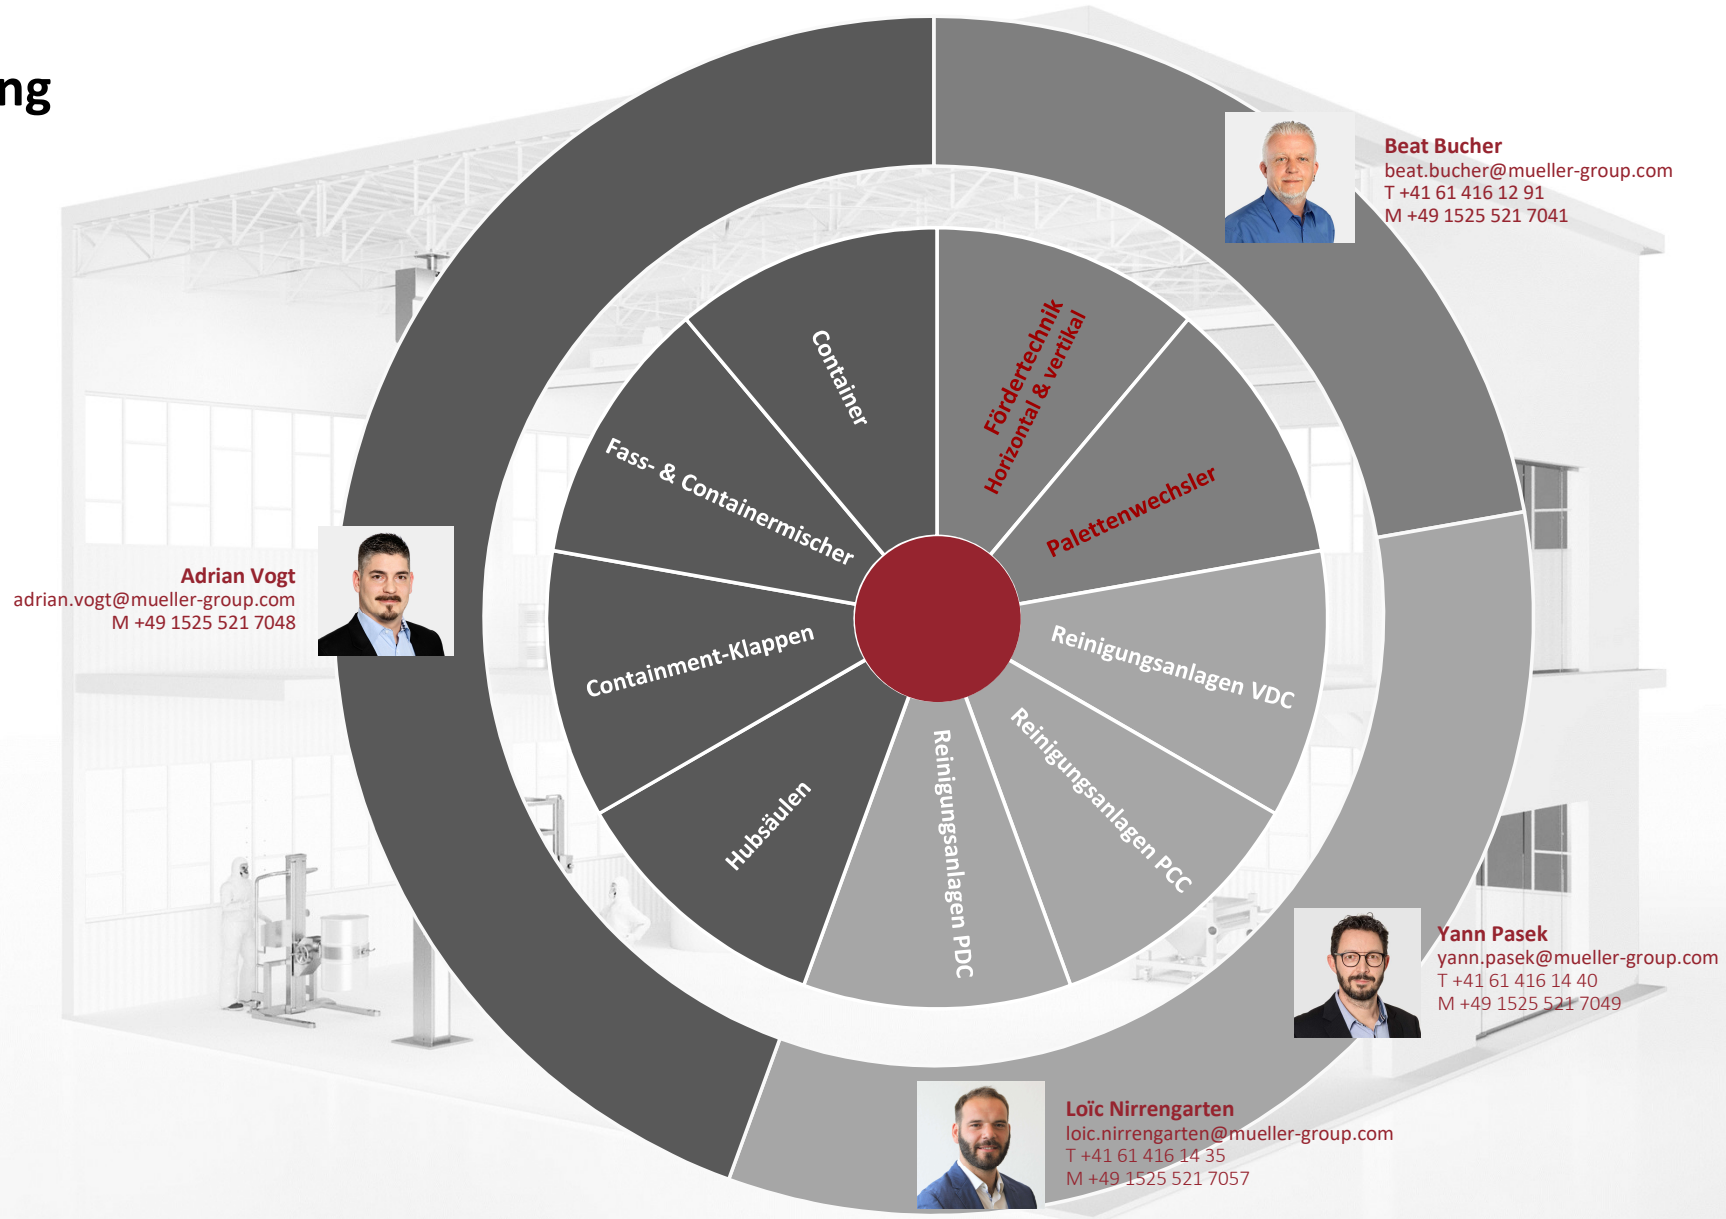 ng
Beat Bucher
beat.bucher@mueller-group.com
T +41 61 416 12 91
M +49 1525 521 7041
Container
Fördertechnik
Horizontal & vertikal
Fass- & Containermischer
Palettenwechsler
Adrian Vogt
adrian.vogt@mueller-group.com
M +49 1525 521 7048
Containment-Klappen
Reinigungsanlagen VDC
Hubsäulen
Reinigungsanlagen PDC
Reinigungsanlagen PCC
Yann Pasek
yann.pasek@mueller-group.com
T +41 61 416 14 40
M +49 1525 521 7049
Loïc Nirrengarten
loic.nirrengarten@mueller-group.com
T +41 61 416 14 35
M +49 1525 521 7057